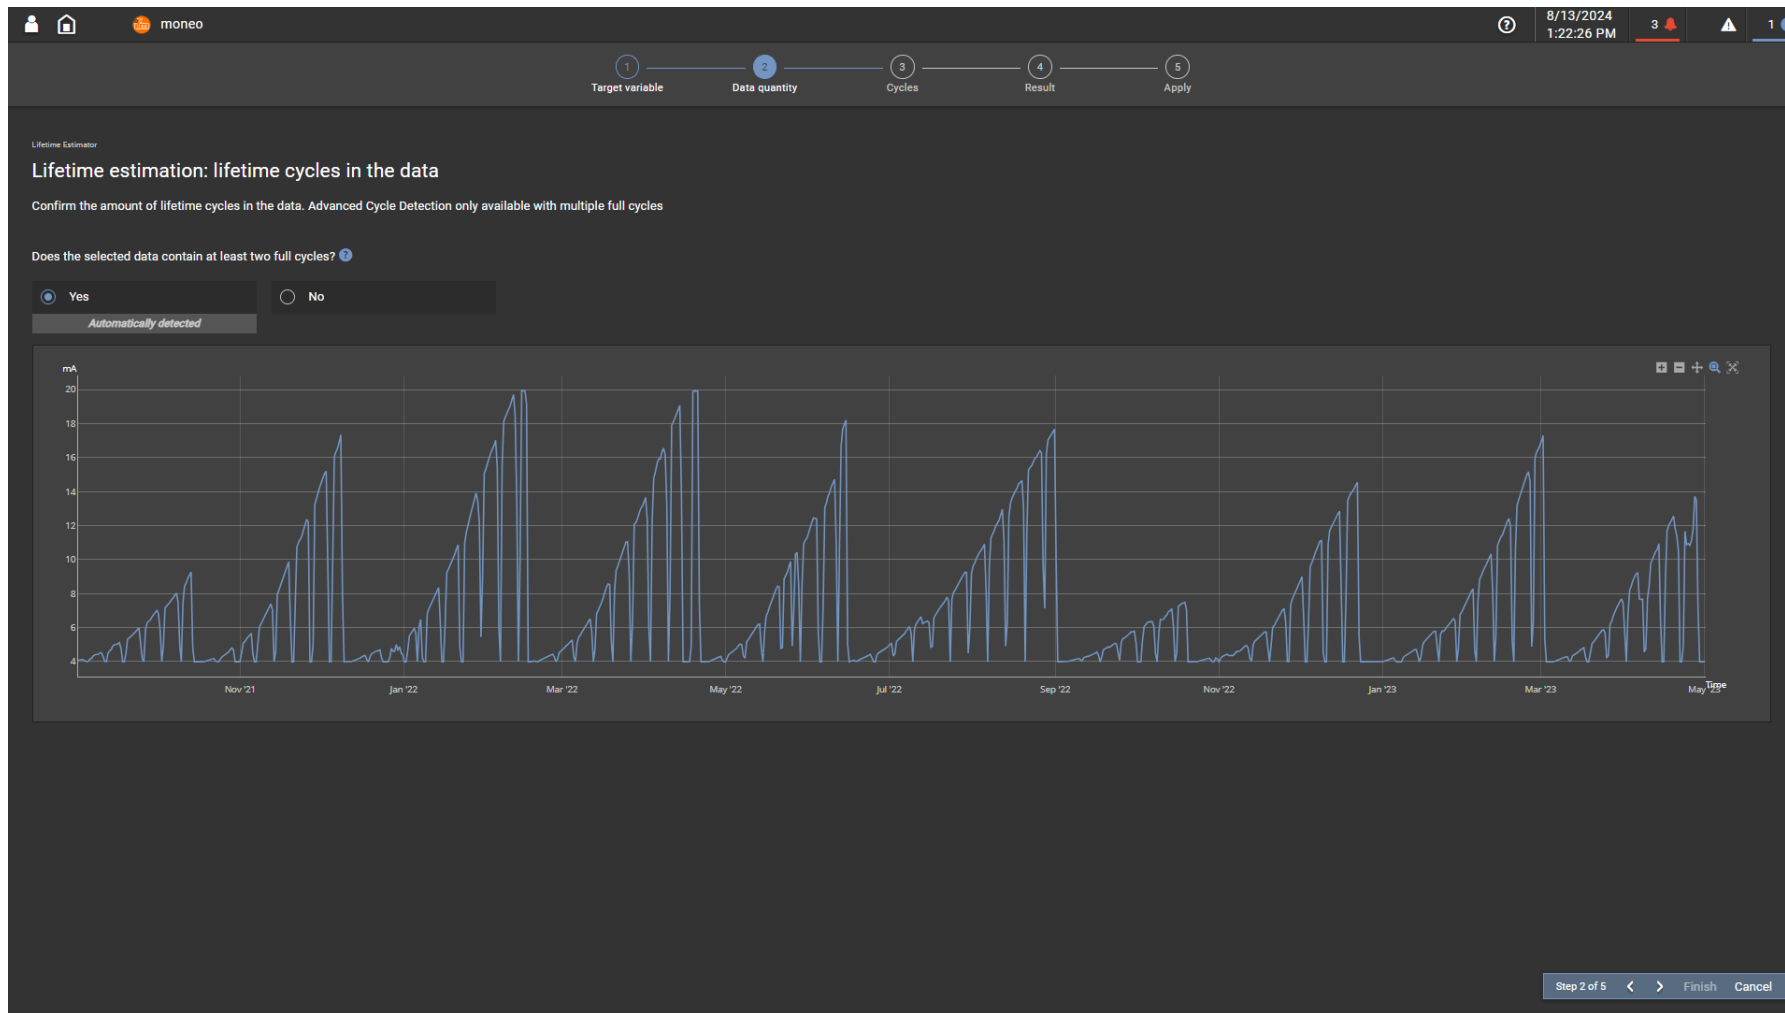 ifm moneo
8/13/2024
1:22:26 PM
3
1
1 2 3 4 5
Target variable Data quantity Cycles Result Apply
Lifetime Estimator
Lifetime estimation: lifetime cycles in the data
Confirm the amount of lifetime cycles in the data. Advanced Cycle Detection only available with multiple full cycles
Does the selected data contain at least two full cycles? ?
Yes No
Automatically detected
mA
20
18
16
14
12
10
8
6
4
Nov '21 Jan '22 Mar '22 May '22 Jul '22 Sep '22 Nov '22 Jan '23 Mar '23 May '23
Time
Step 2 of 5 Finish Cancel